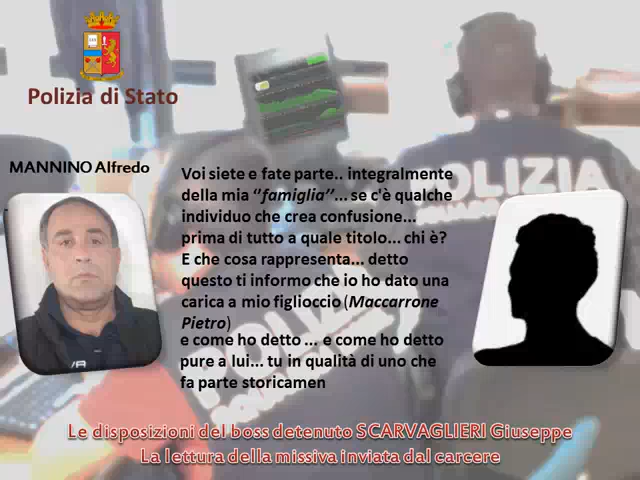 Polizia di Stato
MANNINO Alfredo
Voi siete e fate parte.. integralmente
della mia ‘’famiglia’’... se c'è qualche
individuo che crea confusione...
prima di tutto a quale titolo... chi è?
E che cosa rappresenta... detto
questo ti informo che io ho dato una
carica a mio figlioccio (Maccarrone
Pietro)
e come ho detto ... e come ho detto
pure a lui... tu in qualità di uno che
fa parte storicamen
POLIZIA
POLIZIA
Le disposizioni del boss detenuto SCARVAGLIERI Giuseppe
La lettura della missiva inviata dal carcere